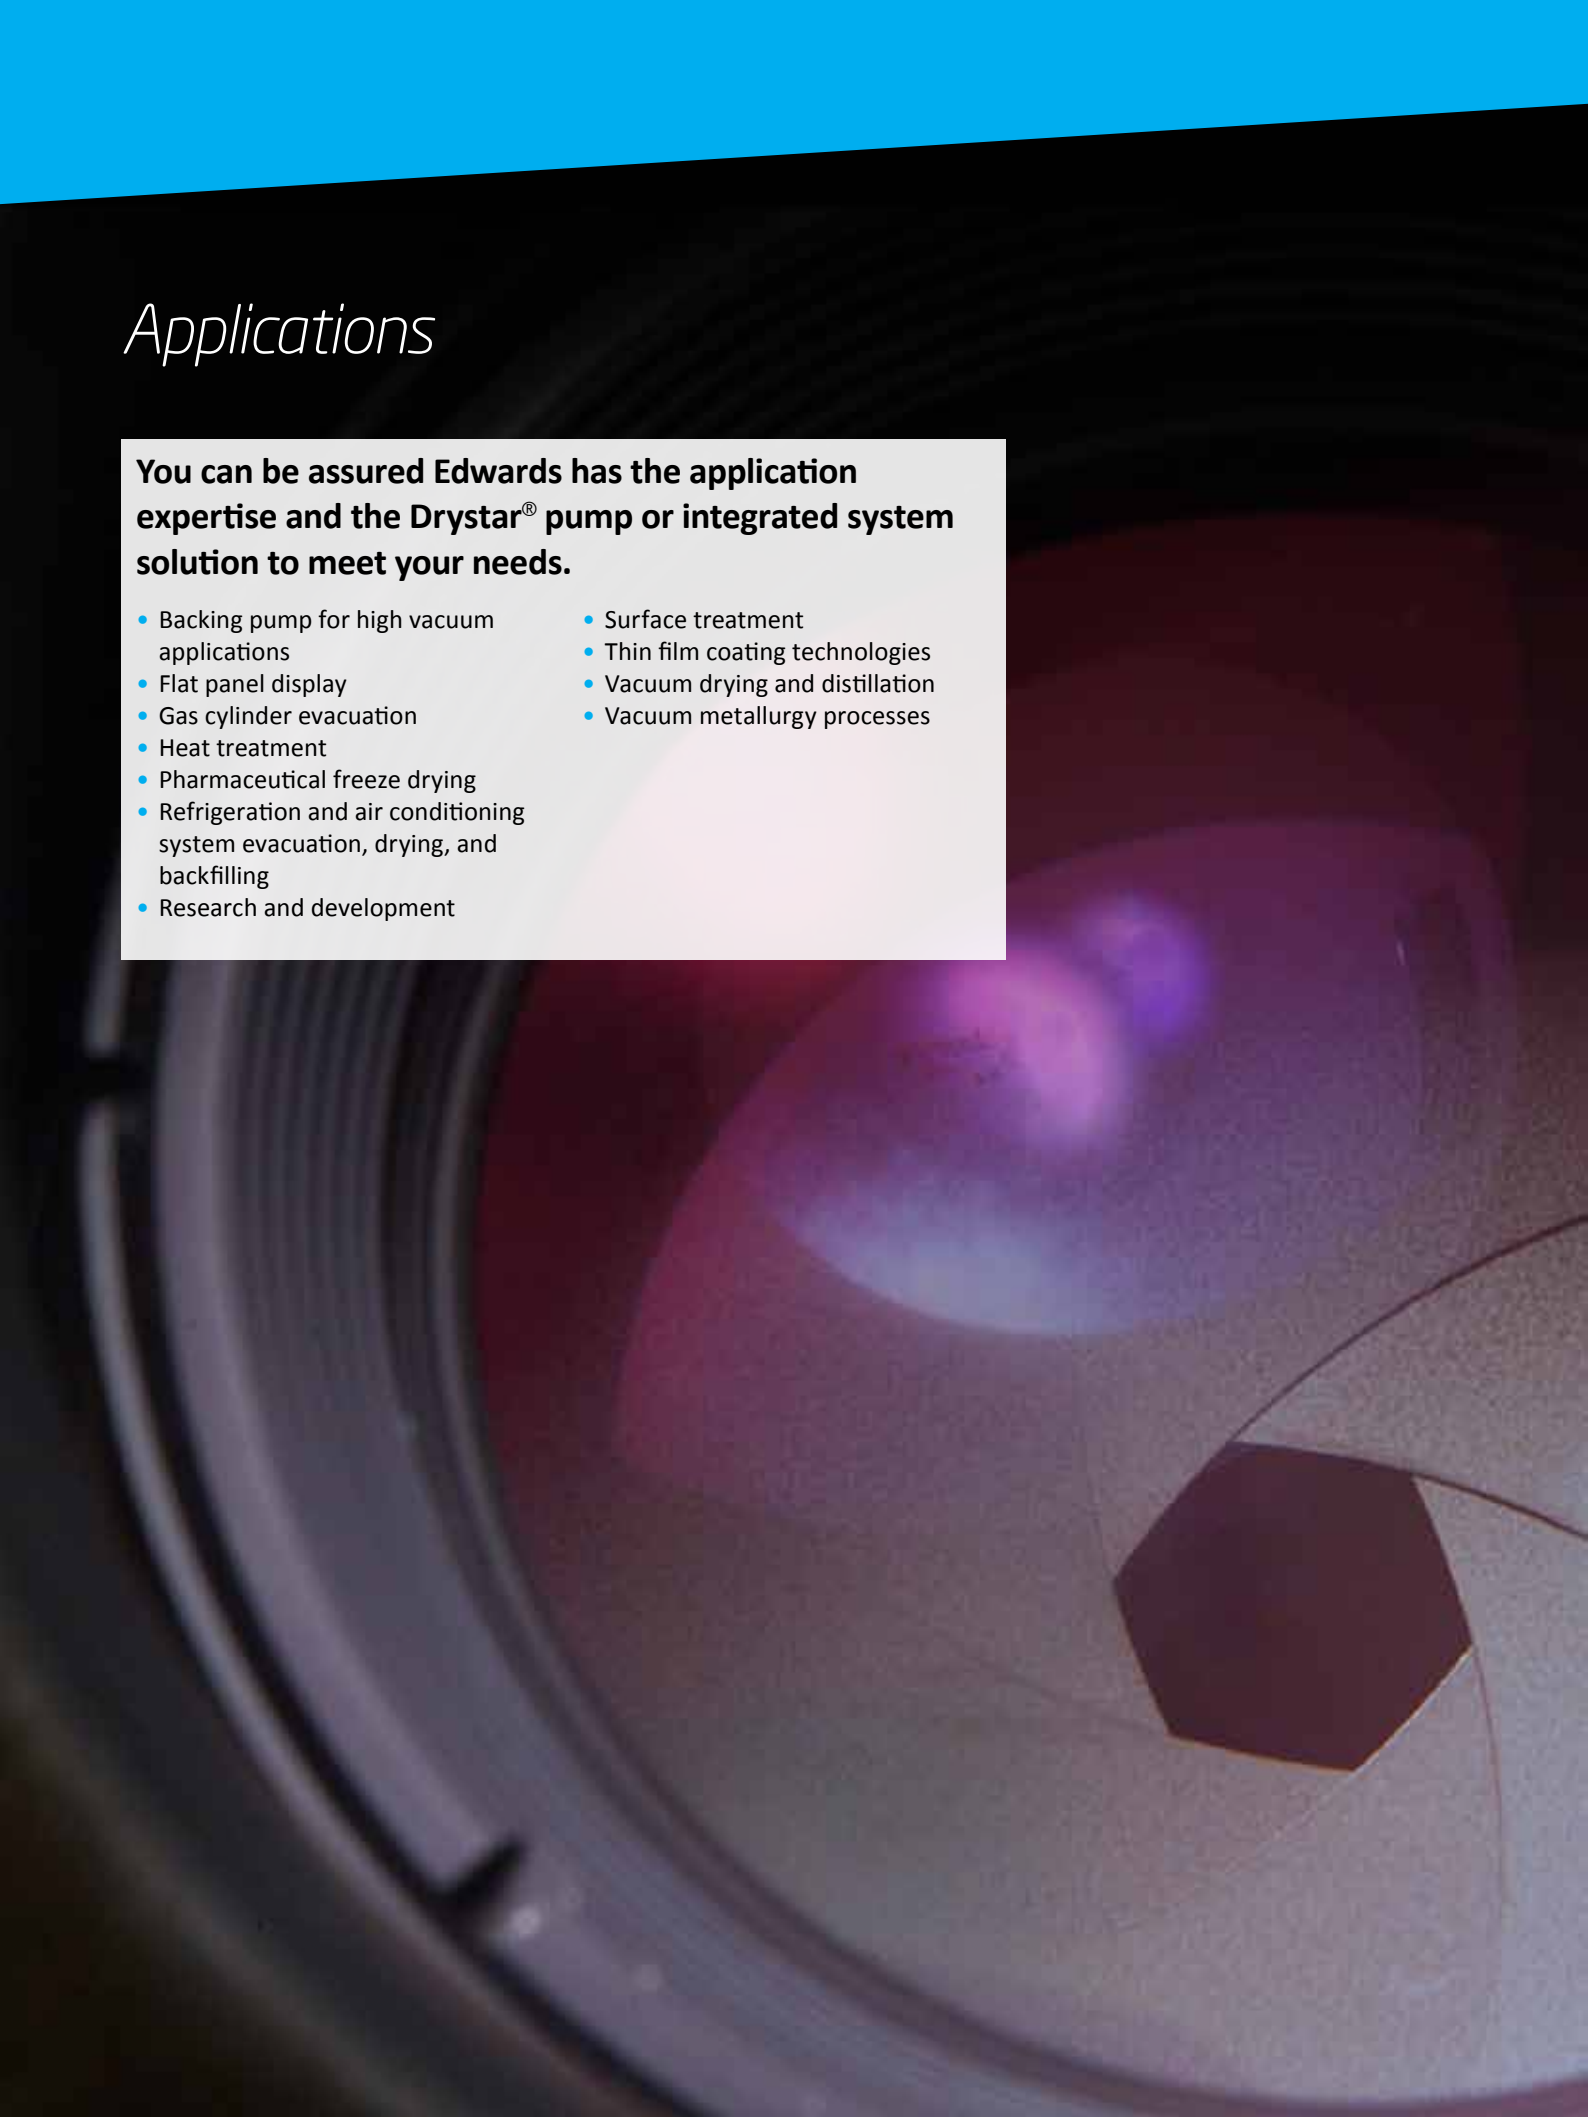 Applications
You can be assured Edwards has the application
expertise and the Drystar® pump or integrated system
solution to meet your needs.
• Backing pump for high vacuum
applications
• Flat panel display
• Gas cylinder evacuation
• Heat treatment
• Pharmaceutical freeze drying
• Refrigeration and air conditioning
system evacuation, drying, and
backfilling
• Research and development
• Surface treatment
• Thin film coating technologies
• Vacuum drying and distillation
• Vacuum metallurgy processes